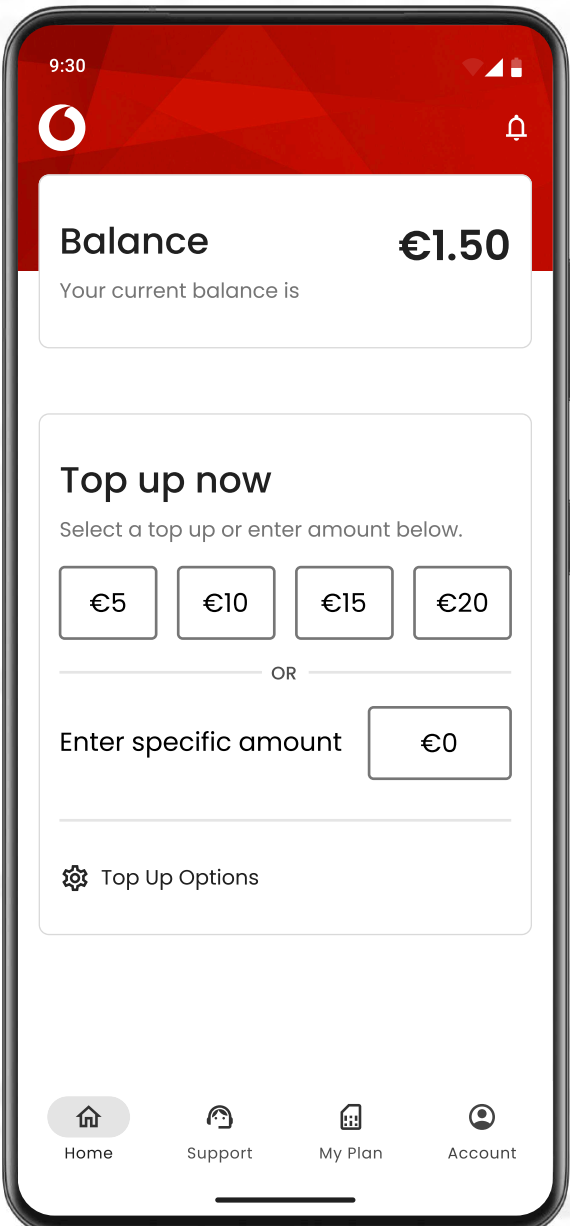 9:30
Balance
€1.50
Your current balance is
Top up now
Select a top up or enter amount below.
€5 €10 €15 €20
OR
Enter specific amount €0
Top Up Options
Home Support My Plan Account